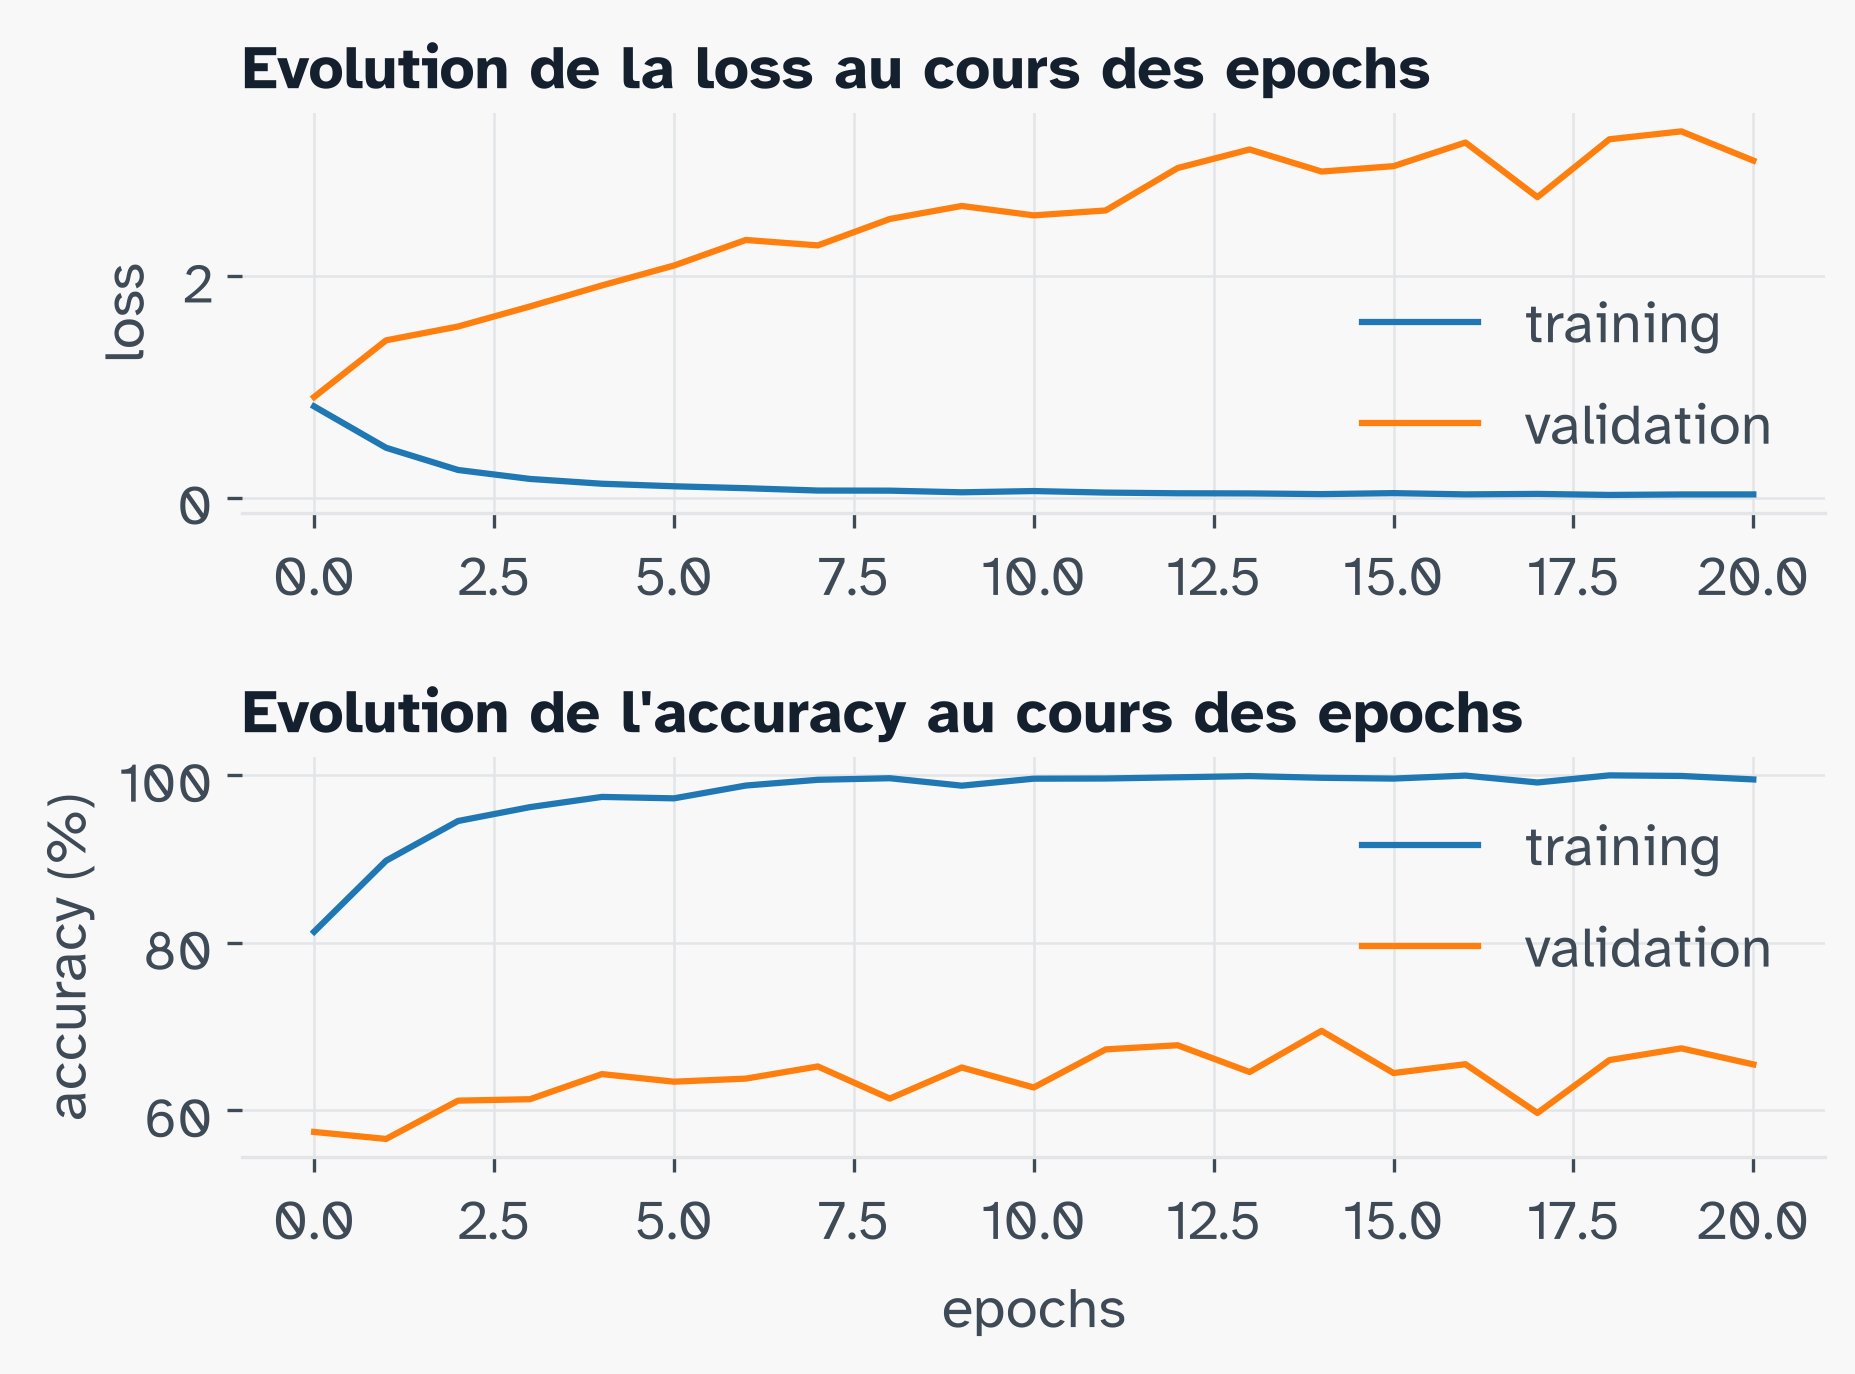 Evolution de la loss au cours des epochs
loss
2
0
training
validation
0.0 2.5 5.0 7.5 10.0 12.5 15.0 17.5 20.0
Evolution de l'accuracy au cours des epochs
accuracy (%)
100
80
60
training
validation
0.0 2.5 5.0 7.5 10.0 12.5 15.0 17.5 20.0
epochs